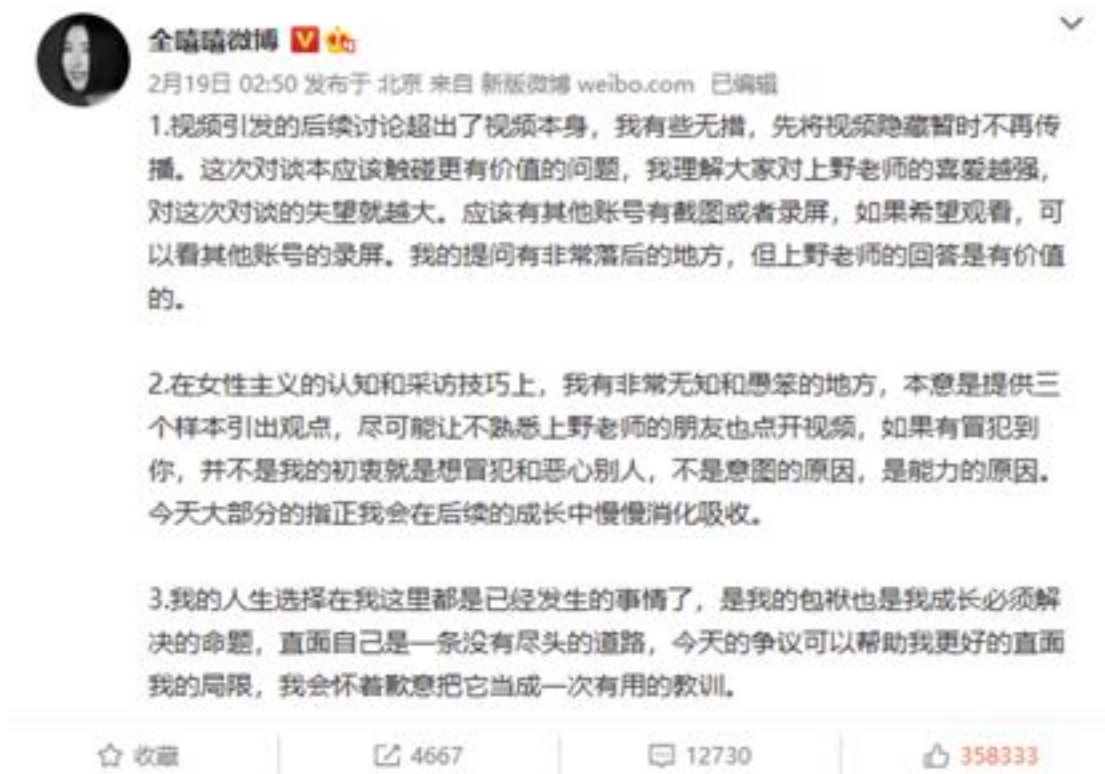 全嘻嘻微博
2月19日 02:50 发布于 北京 来自 新版微博 weibo.com 已编辑
1.视频引发的后续讨论超出了视频本身，我有些无措，先将视频隐藏暂时不再传
播。这次对谈本应该触碰更有价值的问题，我理解大家对上野老师的喜爱越强，
对这次对谈的失望就越大。应该有其他账号有截图或者录屏，如果希望观看，可
以看其他账号的录屏。我的提问有非常落后的地方，但上野老师的回答是有价值
的。
2.在女性主义的认知和采访技巧上，我有非常无知和愚笨的地方，本意是提供三
个样本引出观点，尽可能让不熟悉上野老师的朋友也点开视频，如果有冒犯到
你，并不是我的初衷就是想冒犯和恶心别人，不是意图的原因，是能力的原因。
今天大部分的指正我会在后续的成长中慢慢消化吸收。
3.我的人生选择在我这里都是已经发生的事情了，是我的包袱也是我成长必须解
决的命题，直面自己是一条没有尽头的道路，今天的争议可以帮助我更好的直面
我的局限，我会怀着歉意把它当成一次有用的教训。
收藏 4667 12730 358333